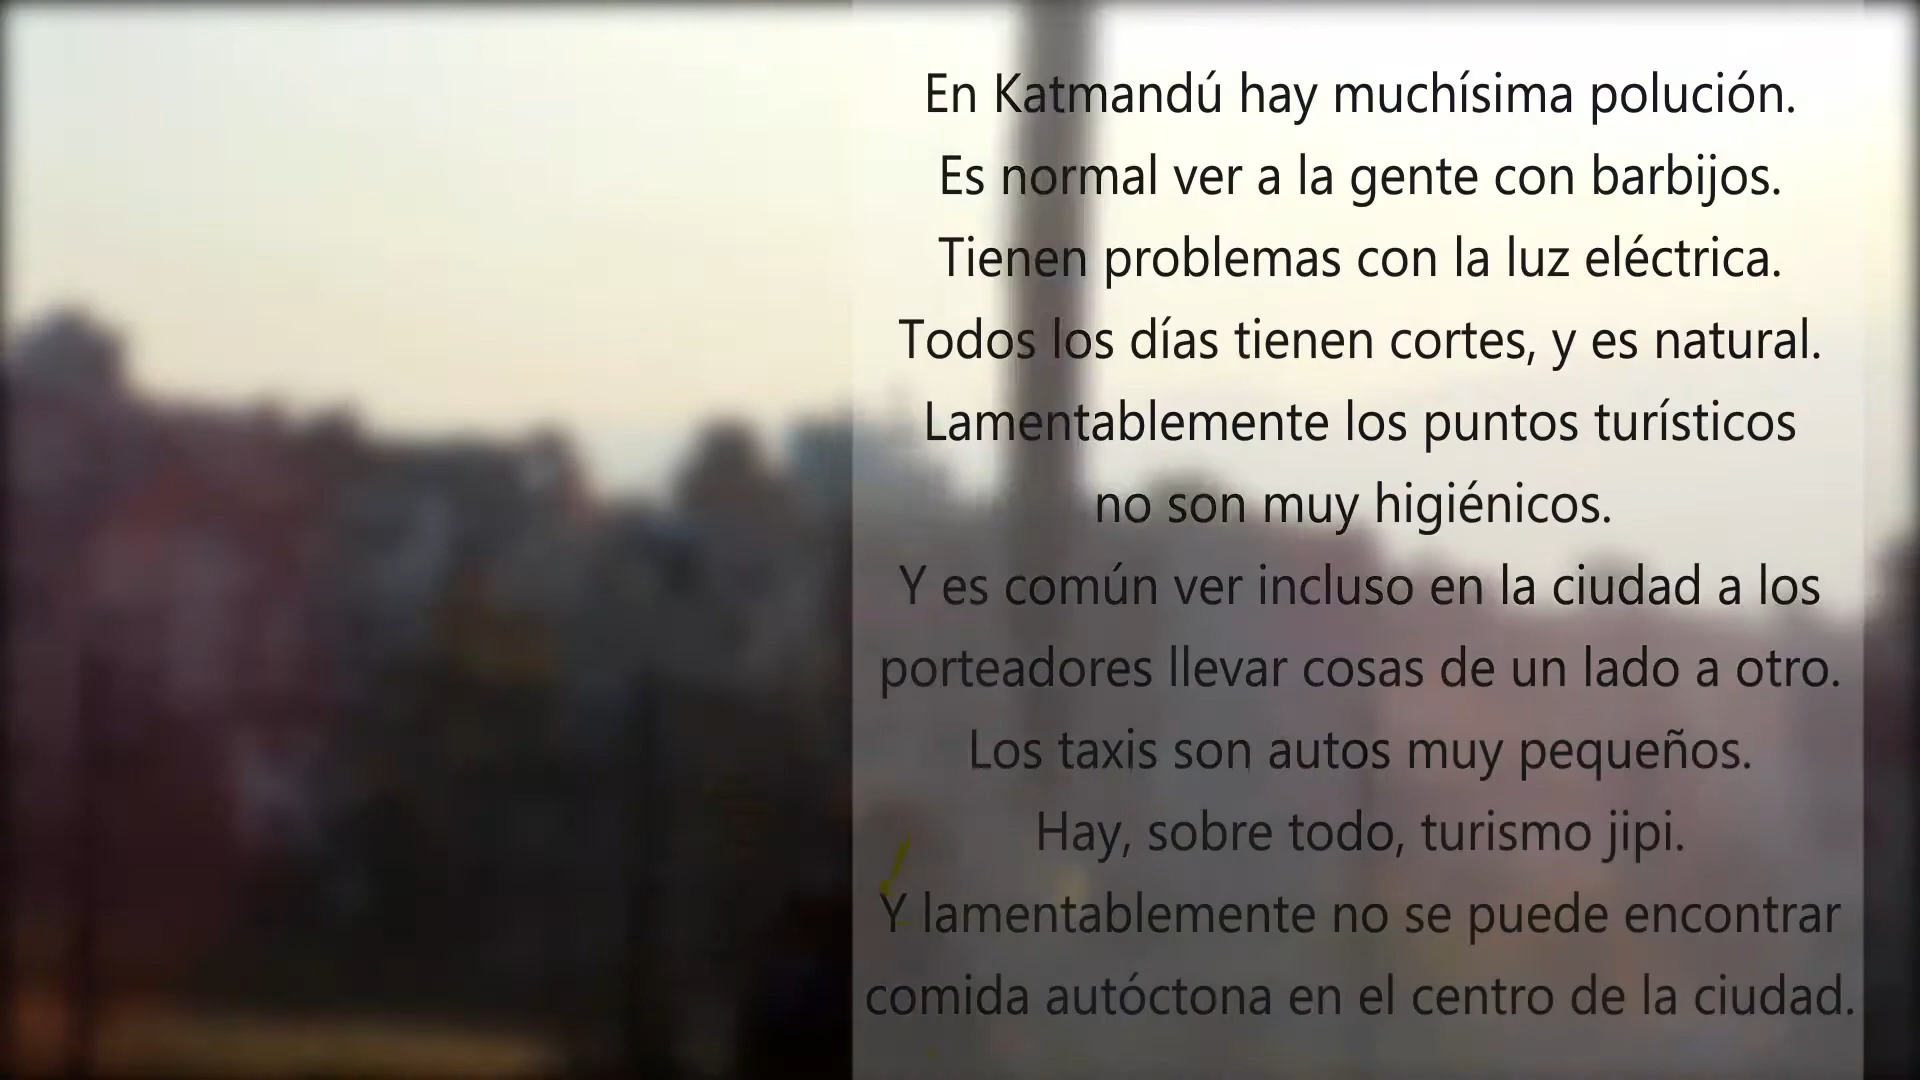 En Katmandú hay muchísima polución.
Es normal ver a la gente con barbijos.
Tienen problemas con la luz eléctrica.
Todos los días tienen cortes, y es natural.
Lamentablemente los puntos turísticos
no son muy higiénicos.
Y es común ver incluso en la ciudad a los
porteadores llevar cosas de un lado a otro.
Los taxis son autos muy pequeños.
Hay, sobre todo, turismo jipi.
Y lamentablemente no se puede encontrar
comida autóctona en el centro de la ciudad.